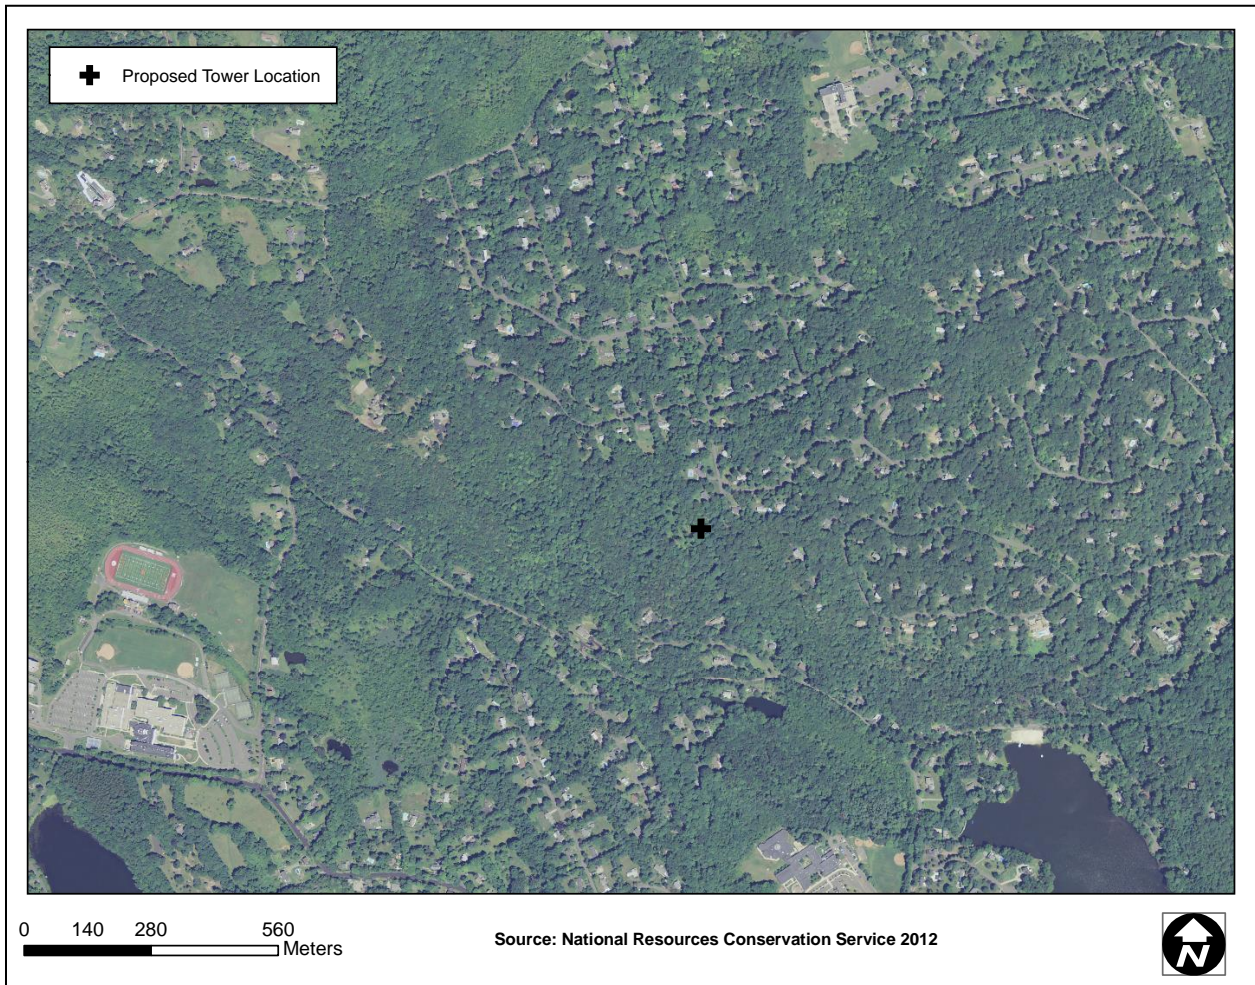 Proposed Tower Location
0 140 280 560
Meters
Source: National Resources Conservation Service 2012
N